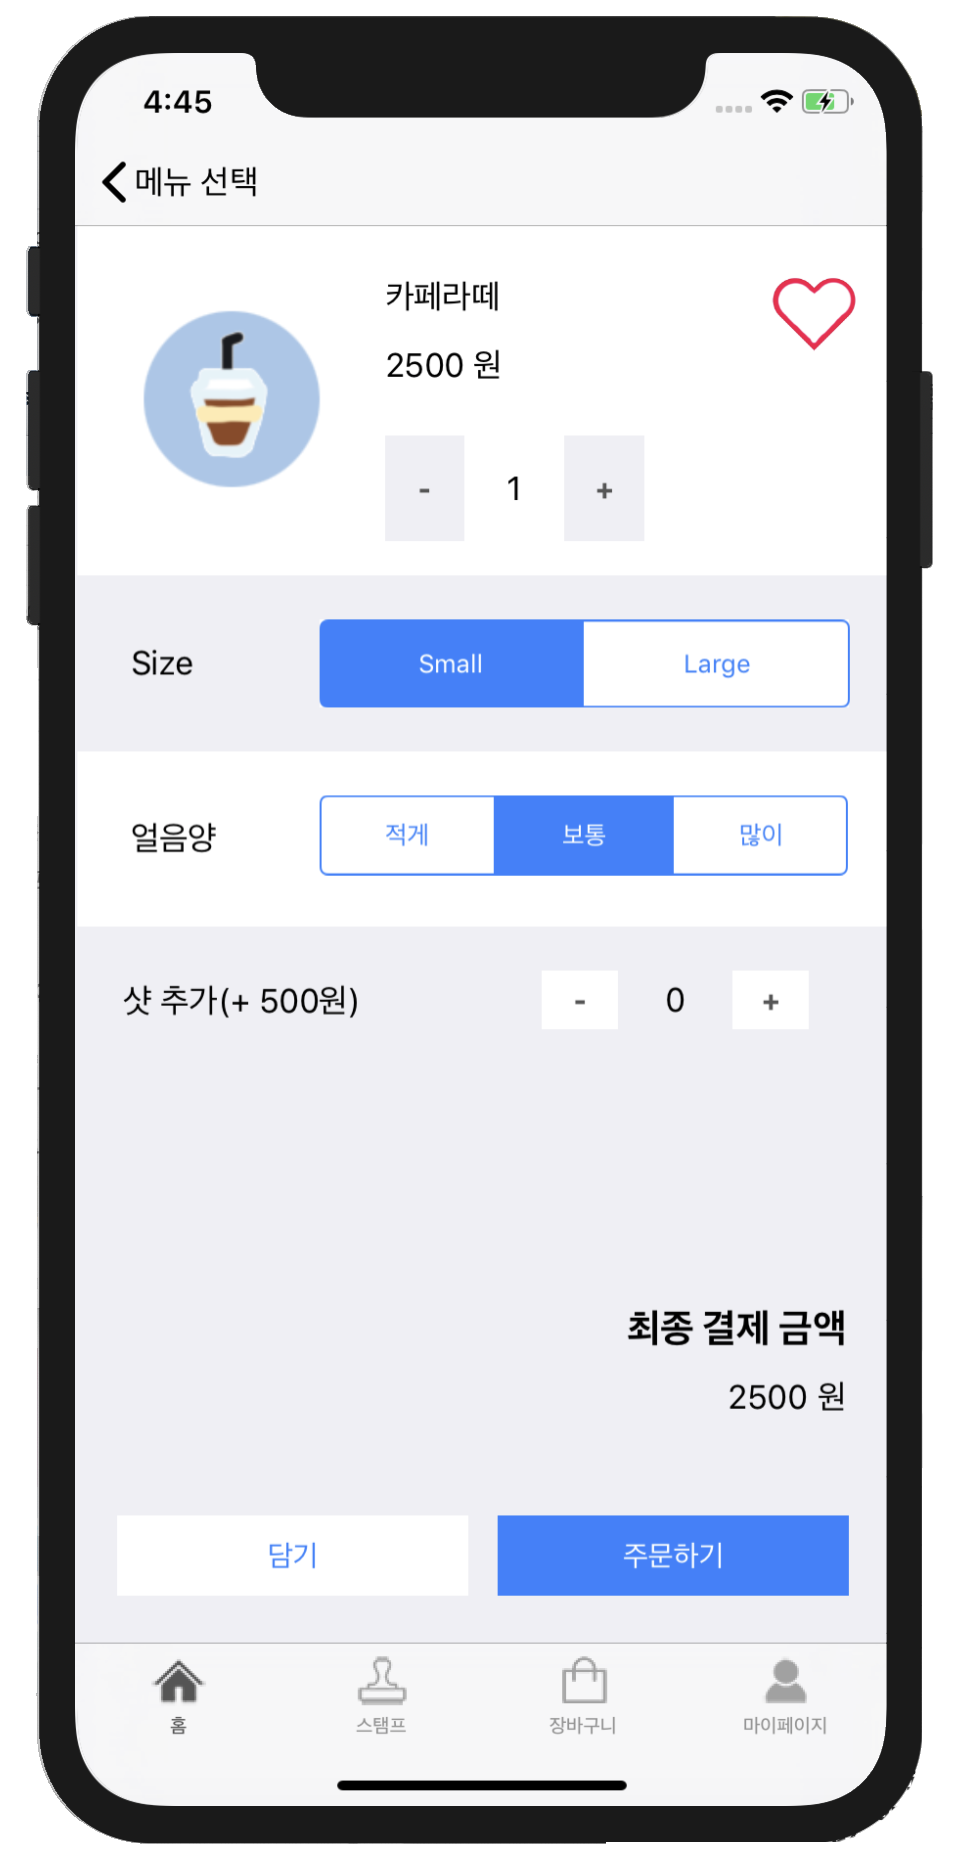 4:45
메뉴 선택
카페라떼
2500 원
- 1 +
Size Small Large
얼음양 적게 보통 많이
샷 추가(+ 500원) - 0 +
최종 결제 금액
2500 원
담기 주문하기
홈 스탬프 장바구니 마이페이지